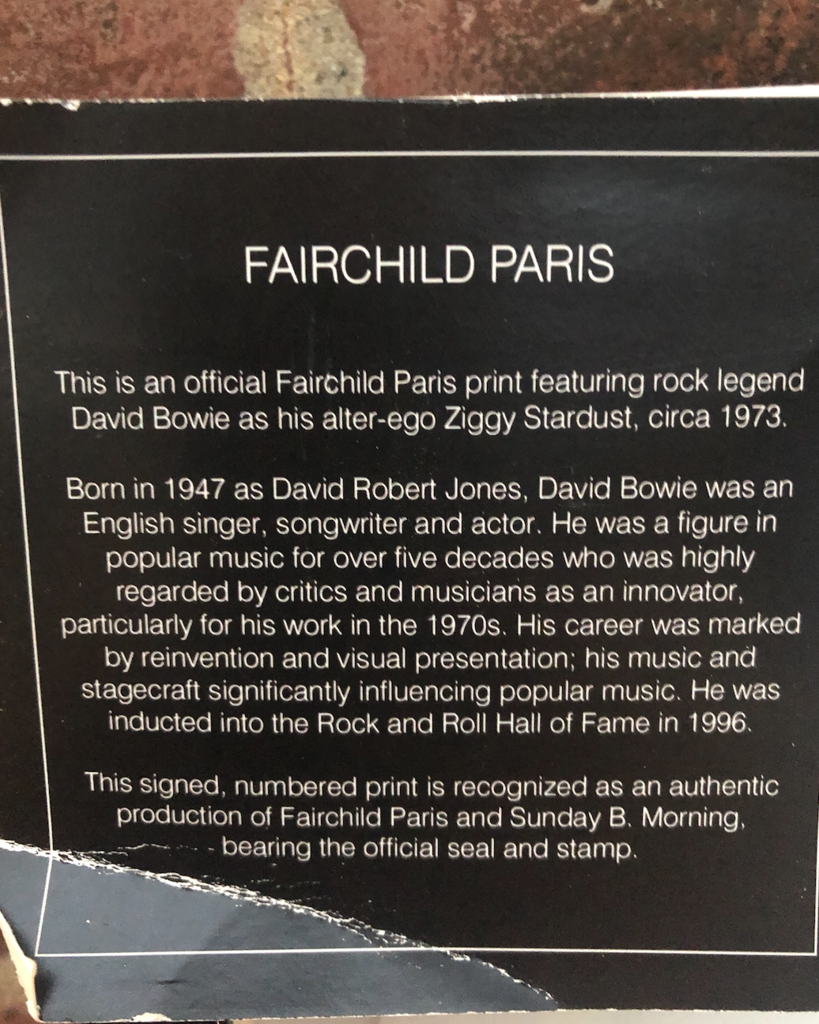 FAIRCHILD PARIS
This is an official Fairchild Paris print featuring rock legend
David Bowie as his alter-ego Ziggy Stardust, circa 1973.
Born in 1947 as David Robert Jones, David Bowie was an
English singer, songwriter and actor. He was a figure in
popular music for over five decades who was highly
regarded by critics and musicians as an innovator,
particularly for his work in the 1970s. His career was marked
by reinvention and visual presentation; his music and
stagecraft significantly influencing popular music. He was
inducted into the Rock and Roll Hall of Fame in 1996.
This signed, numbered print is recognized as an authentic
production of Fairchild Paris and Sunday B. Morning,
bearing the official seal and stamp.